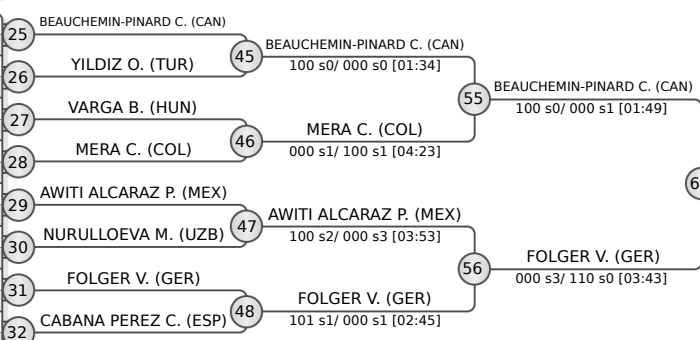 25
BEAUCHEMIN-PINARD C. (CAN)
26
YILDIZ O. (TUR)
45
BEAUCHEMIN-PINARD C. (CAN)
100 s0/ 000 s0 [01:34]
27
VARGA B. (HUN)
28
MERA C. (COL)
46
MERA C. (COL)
000 s1/ 100 s1 [04:23]
55
BEAUCHEMIN-PINARD C. (CAN)
100 s0/ 000 s1 [01:49]
29
AWITI ALCARAZ P. (MEX)
30
NURULLOEVA M. (UZB)
47
AWITI ALCARAZ P. (MEX)
100 s2/ 000 s3 [03:53]
31
FOLGER V. (GER)
32
CABANA PEREZ C. (ESP)
48
FOLGER V. (GER)
101 s1/ 000 s1 [02:45]
56
FOLGER V. (GER)
000 s3/ 110 s0 [03:43]